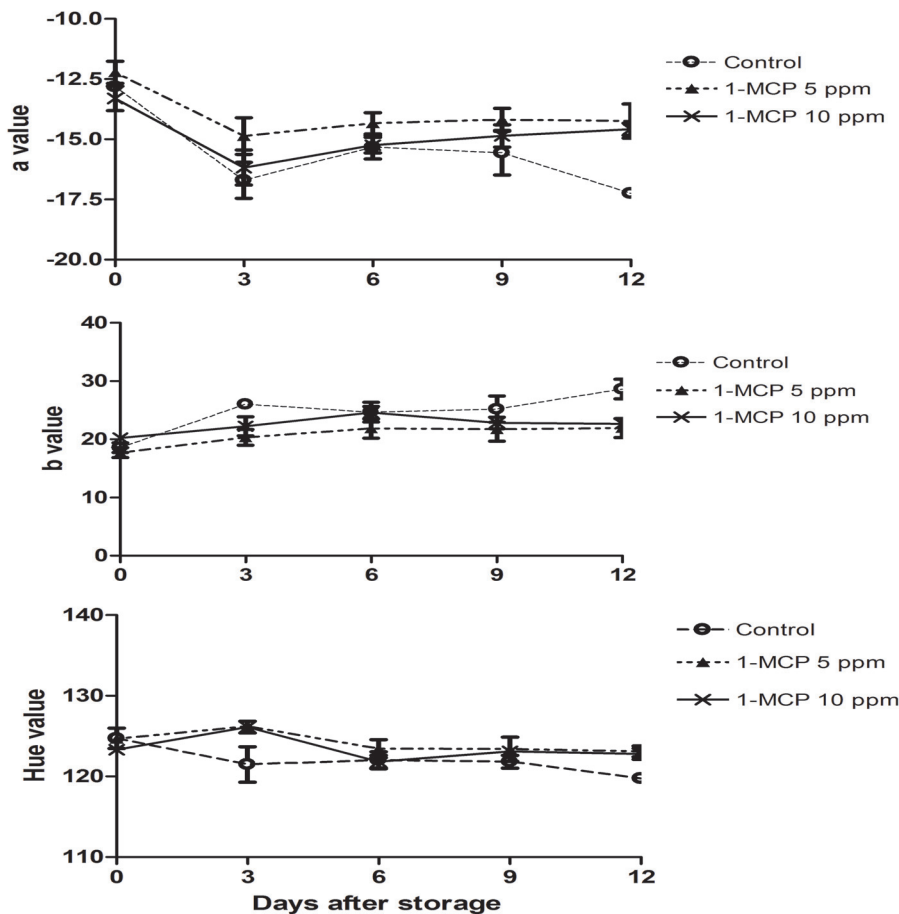 -10.0
-12.5
-15.0
-17.5
-20.0
a value
0 3 6 9 12
Control
1-MCP 5 ppm
1-MCP 10 ppm
40
30
20
10
0
b value
0 3 6 9 12
Control
1-MCP 5 ppm
1-MCP 10 ppm
140
130
120
110
Hue value
0 3 6 9 12
Days after storage
Control
1-MCP 5 ppm
1-MCP 10 ppm